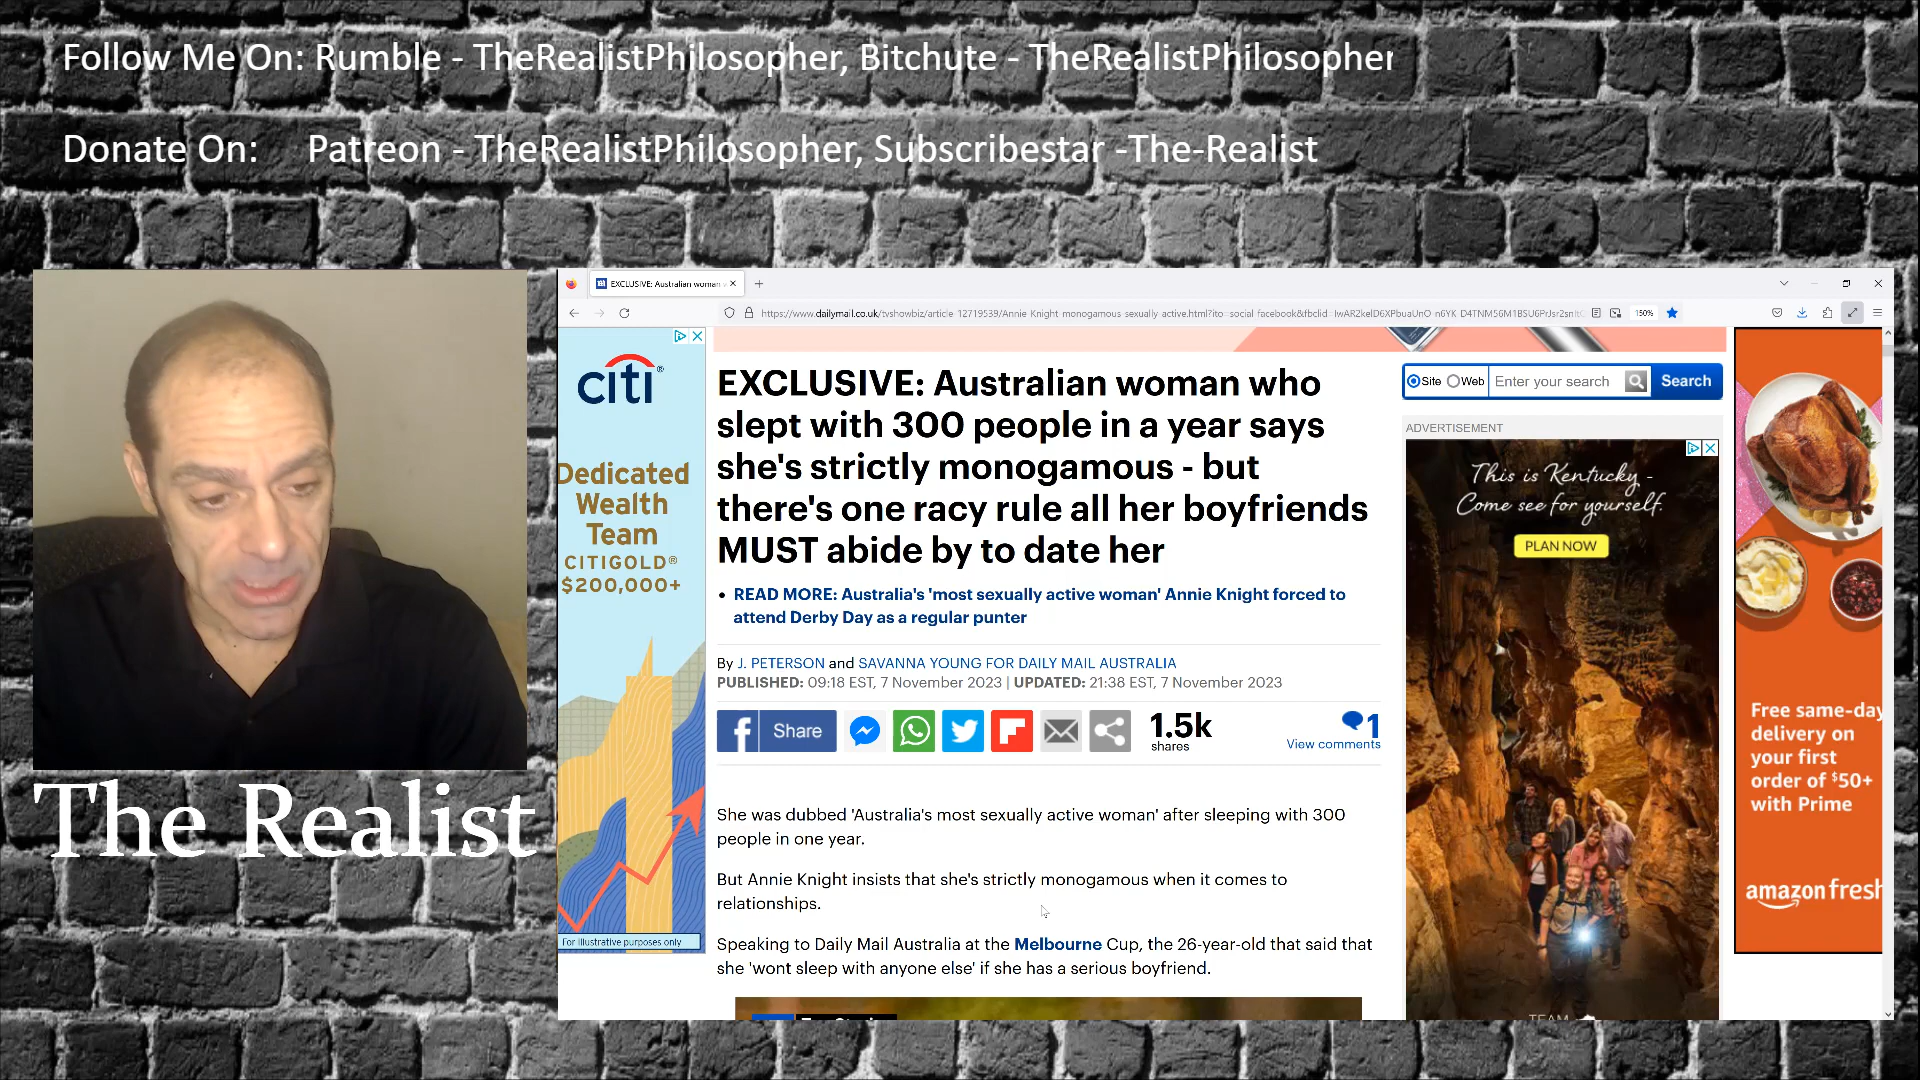 Follow Me On: Rumble - TheRealistPhilosopher, Bitchute - TheRealistPhilosopher
Donate On: Patreon - TheRealistPhilosopher, Subscribestar -The-Realist
The Realist
EXCLUSIVE: Australian woman
150%
citi
Dedicated
Wealth
Team
CITIGOLD®
$200,000+
For illustrative purposes only
EXCLUSIVE: Australian woman who
slept with 300 people in a year says
she's strictly monogamous - but
there's one racy rule all her boyfriends
MUST abide by to date her
• READ MORE: Australia's 'most sexually active woman' Annie Knight forced to
attend Derby Day as a regular punter
By J. PETERSON and SAVANNA YOUNG FOR DAILY MAIL AUSTRALIA
PUBLISHED: 09:18 EST, 7 November 2023 | UPDATED: 21:38 EST, 7 November 2023
Share
1.5k
shares
1
View comments
She was dubbed 'Australia's most sexually active woman' after sleeping with 300
people in one year.
But Annie Knight insists that she's strictly monogamous when it comes to
relationships.
Speaking to Daily Mail Australia at the Melbourne Cup, the 26-year-old that said that
she 'wont sleep with anyone else' if she has a serious boyfriend.
Site Web Enter your search Search
ADVERTISEMENT
This is Kentucky -
Come see for yourself.
PLAN NOW
TEAM
Free same-day
delivery on
your first
order of $50+
with Prime
amazon fresh